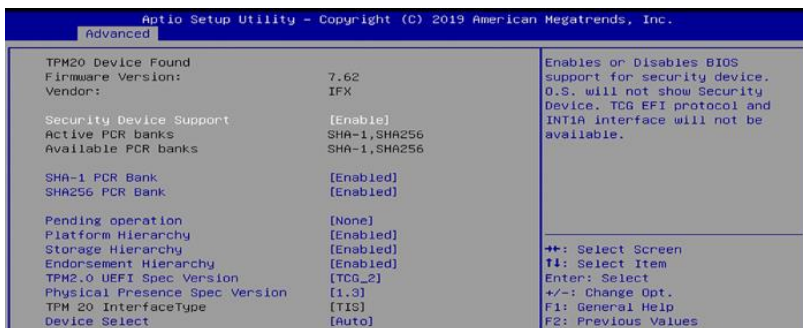 Aptio Setup Utility – Copyright (C) 2019 American Megatrends, Inc.
Advanced
TPM20 Device Found
Firmware Version: 7.62
Vendor: IFX
Security Device Support [Enable]
Active PCR banks SHA-1,SHA256
Available PCR banks SHA-1,SHA256
SHA-1 PCR Bank [Enabled]
SHA256 PCR Bank [Enabled]
Pending operation [None]
Platform Hierarchy [Enabled]
Storage Hierarchy [Enabled]
Endorsement Hierarchy [Enabled]
TPM2.0 UEFI Spec Version [TCG_2]
Physical Presence Spec Version [1.3]
TPM 20 InterfaceType [TIS]
Device Select [Auto]
Enables or Disables BIOS
support for security device.
O.S. will not show Security
Device. TCG EFI protocol and
INT1A interface will not be
available.
→←: Select Screen
↑↓: Select Item
Enter: Select
+/-: Change Opt.
F1: General Help
F2: Previous Values